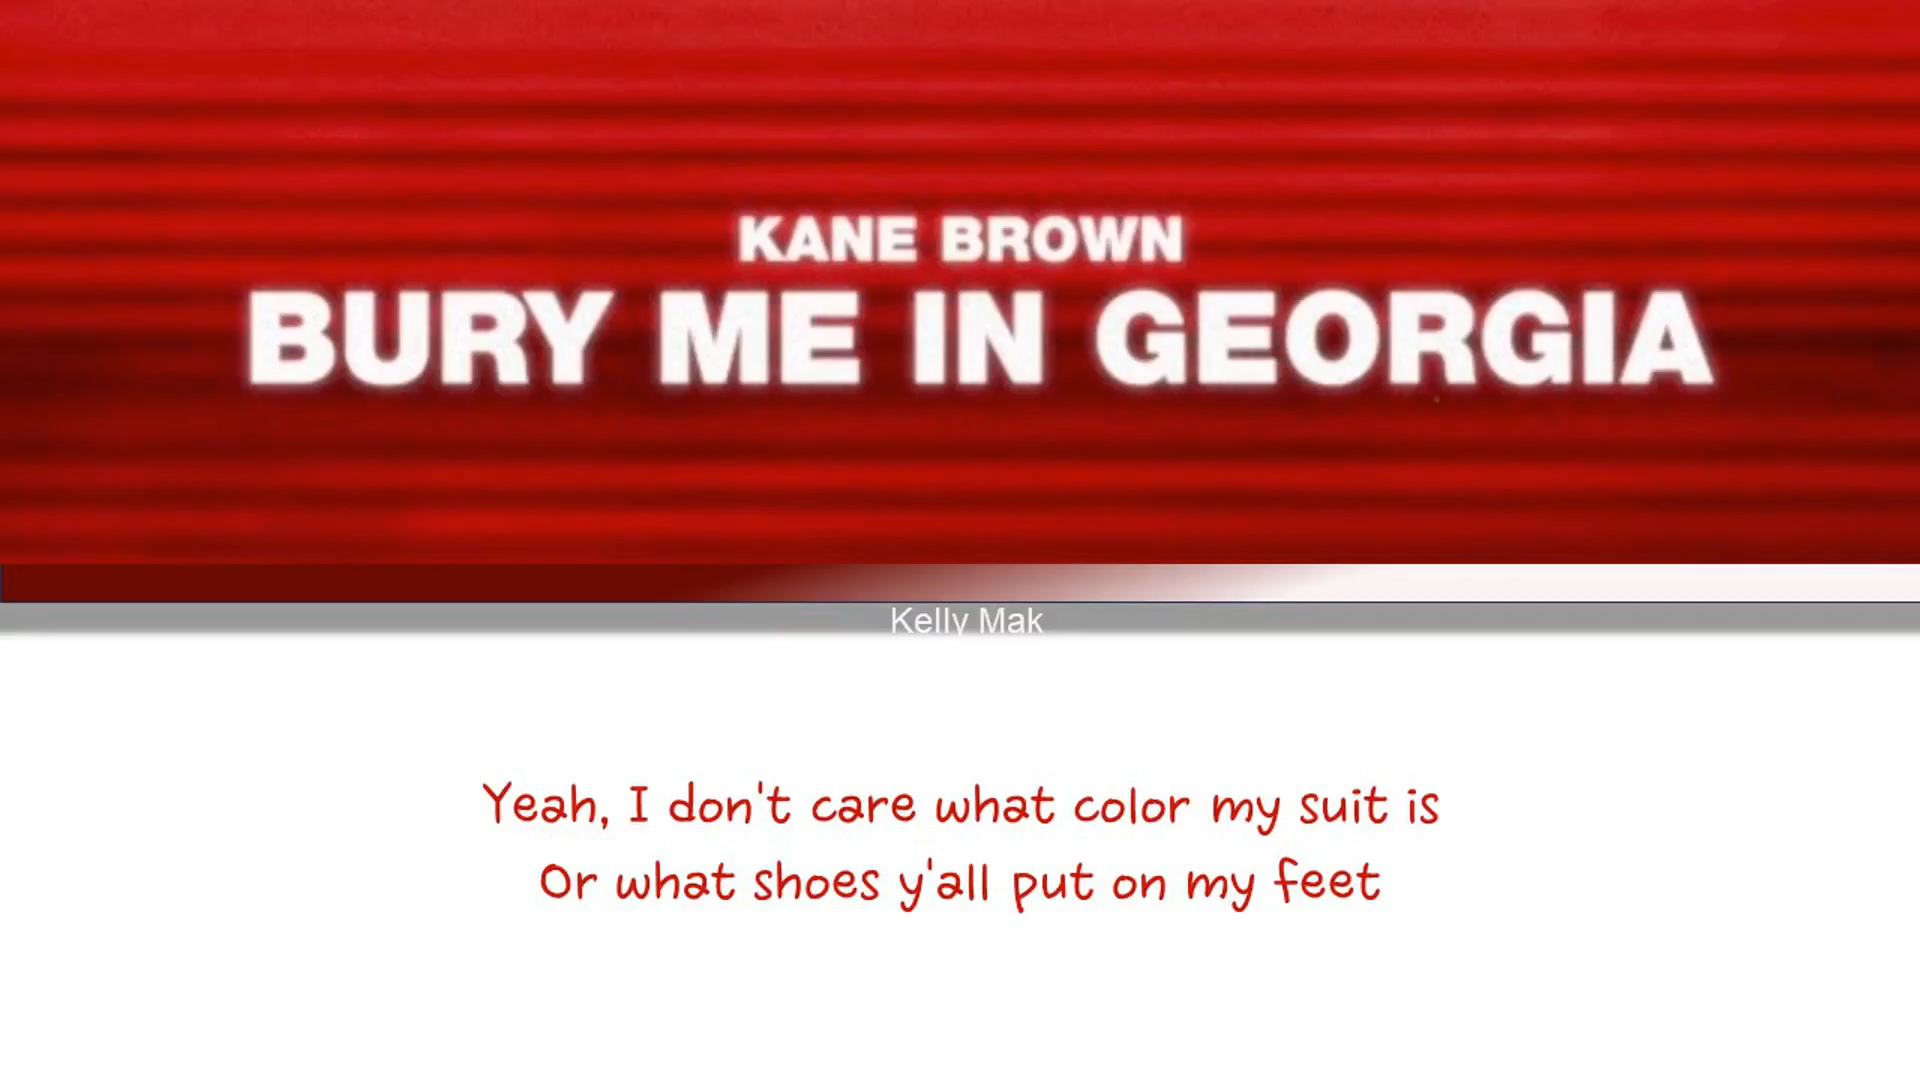 KANE BROWN
BURY ME IN GEORGIA
Kelly Mak
Yeah, I don't care what color my suit is
Or what shoes y'all put on my feet